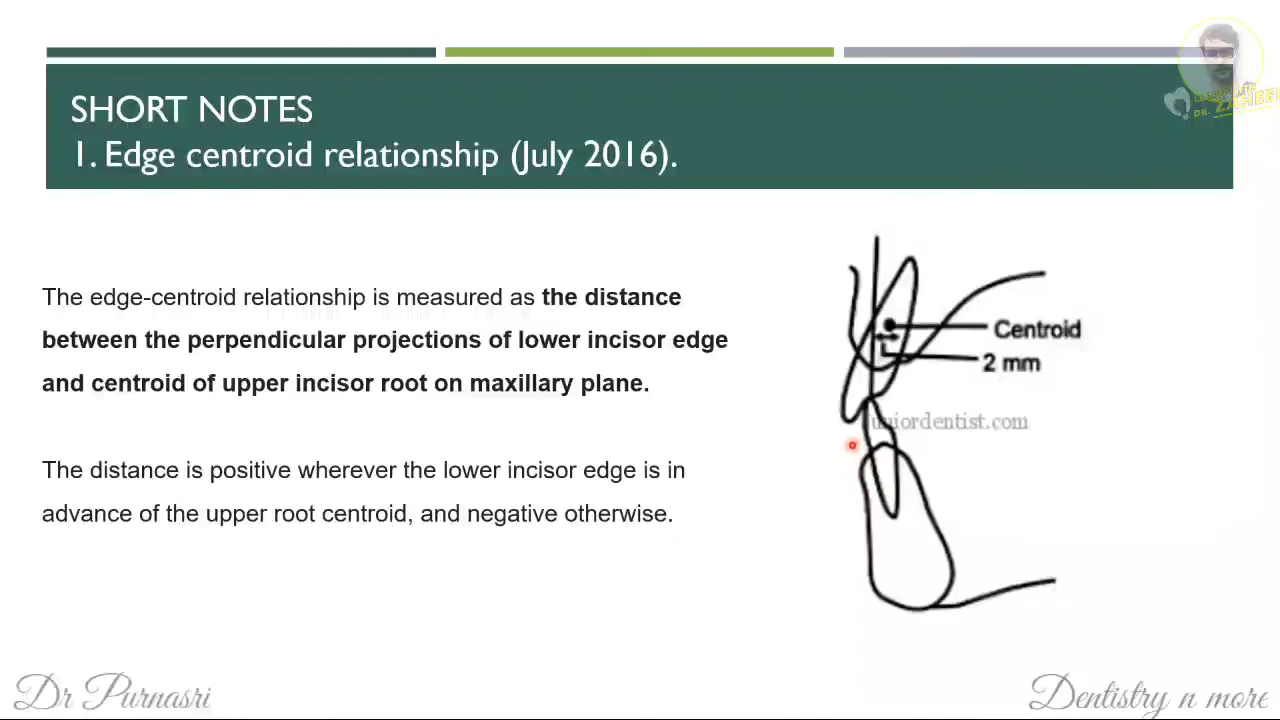 SHORT NOTES
1. Edge centroid relationship (July 2016).
The edge-centroid relationship is measured as the distance
between the perpendicular projections of lower incisor edge
and centroid of upper incisor root on maxillary plane.
The distance is positive wherever the lower incisor edge is in
advance of the upper root centroid, and negative otherwise.
Centroid
2 mm
juniordentist.com
Dr Purnasri
Dentistry n more